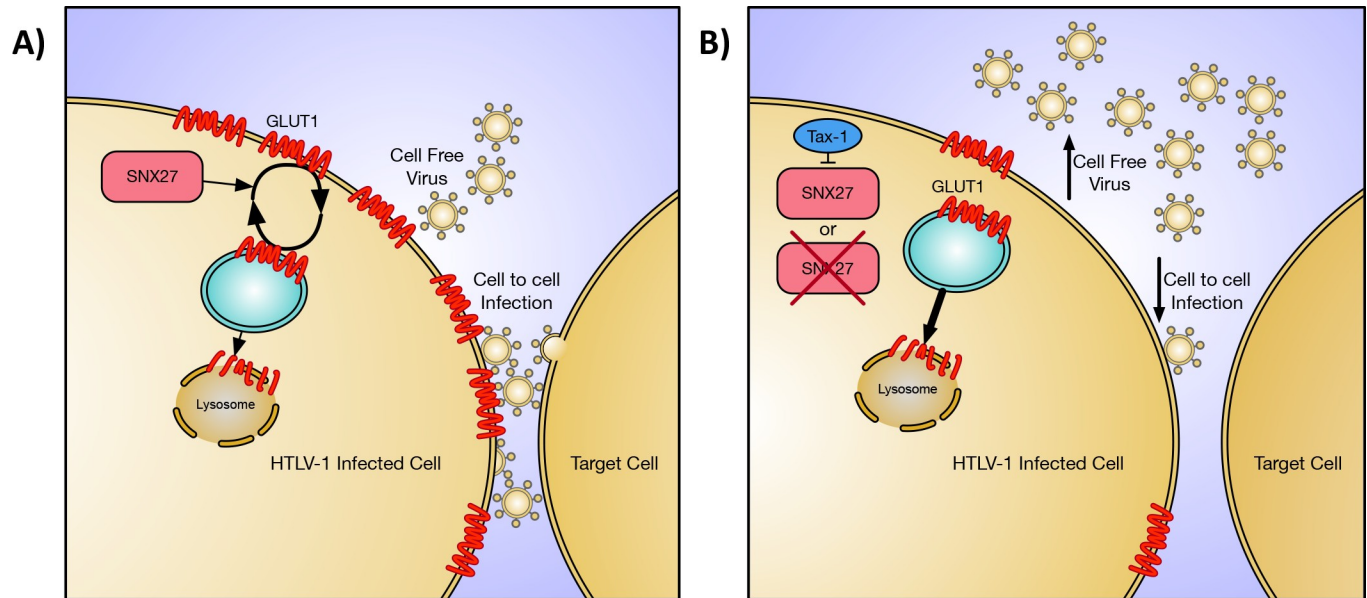 A)
GLUT1
SNX27
Cell Free
Virus
Cell to cell
Infection
Lysosome
HTLV-1 Infected Cell
Target Cell
B)
Tax-1
SNX27
or
SNX27
GLUT1
Cell Free
Virus
Cell to cell
Infection
Lysosome
HTLV-1 Infected Cell
Target Cell